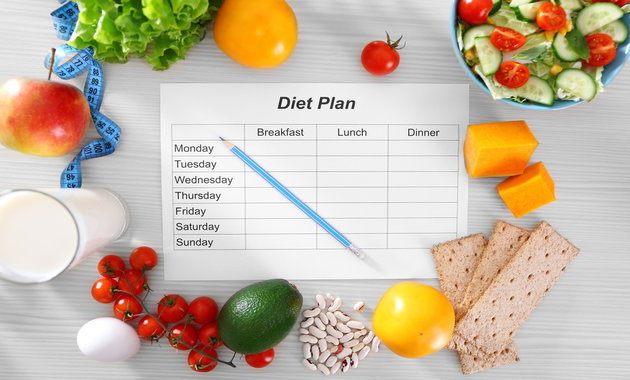 Diet Plan
Breakfast Lunch Dinner
Monday
Tuesday
Wednesday
Thursday
Friday
Saturday
Sunday